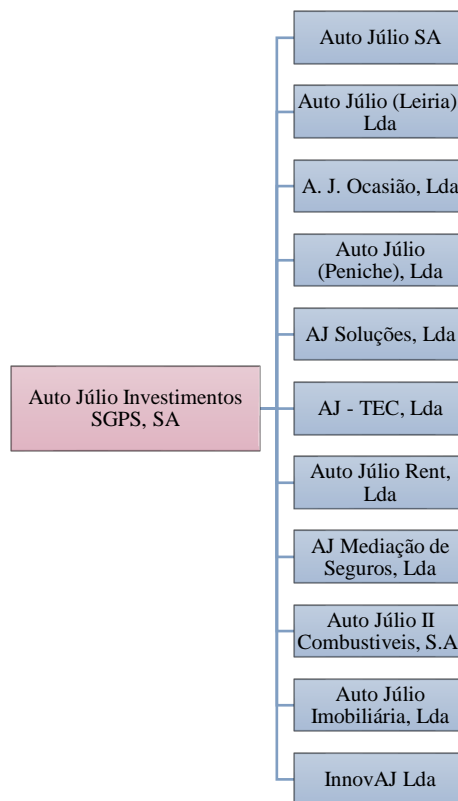 Auto Júlio SA
Auto Júlio (Leiria)
Lda
A. J. Ocasião, Lda
Auto Júlio
(Peniche), Lda
AJ Soluções, Lda
Auto Júlio Investimentos
SGPS, SA
AJ - TEC, Lda
Auto Júlio Rent,
Lda
AJ Mediação de
Seguros, Lda
Auto Júlio II
Combustiveis, S.A
Auto Júlio
Imobiliária, Lda
InnovAJ Lda